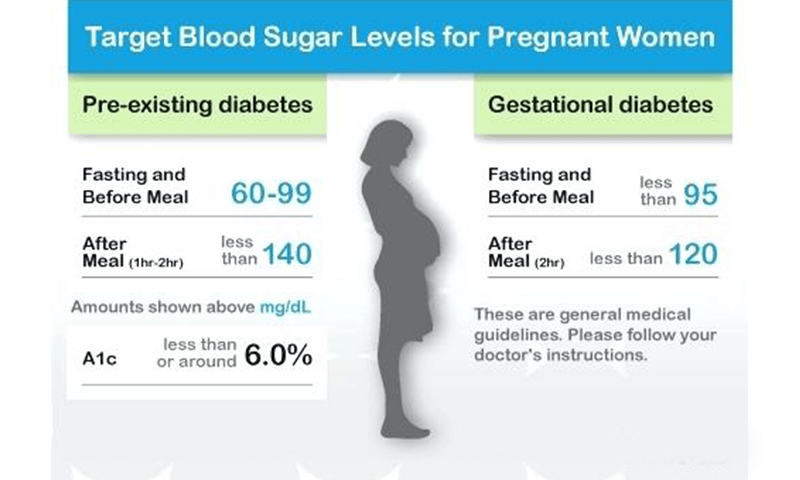 Target Blood Sugar Levels for Pregnant Women
Pre-existing diabetes
Fasting and
Before Meal 60-99
After
Meal (1hr-2hr) less than 140
Amounts shown above mg/dL
A1c less than or around 6.0%
Gestational diabetes
Fasting and
Before Meal less than 95
After
Meal (2hr) less than 120
These are general medical
guidelines. Please follow your
doctor's instructions.